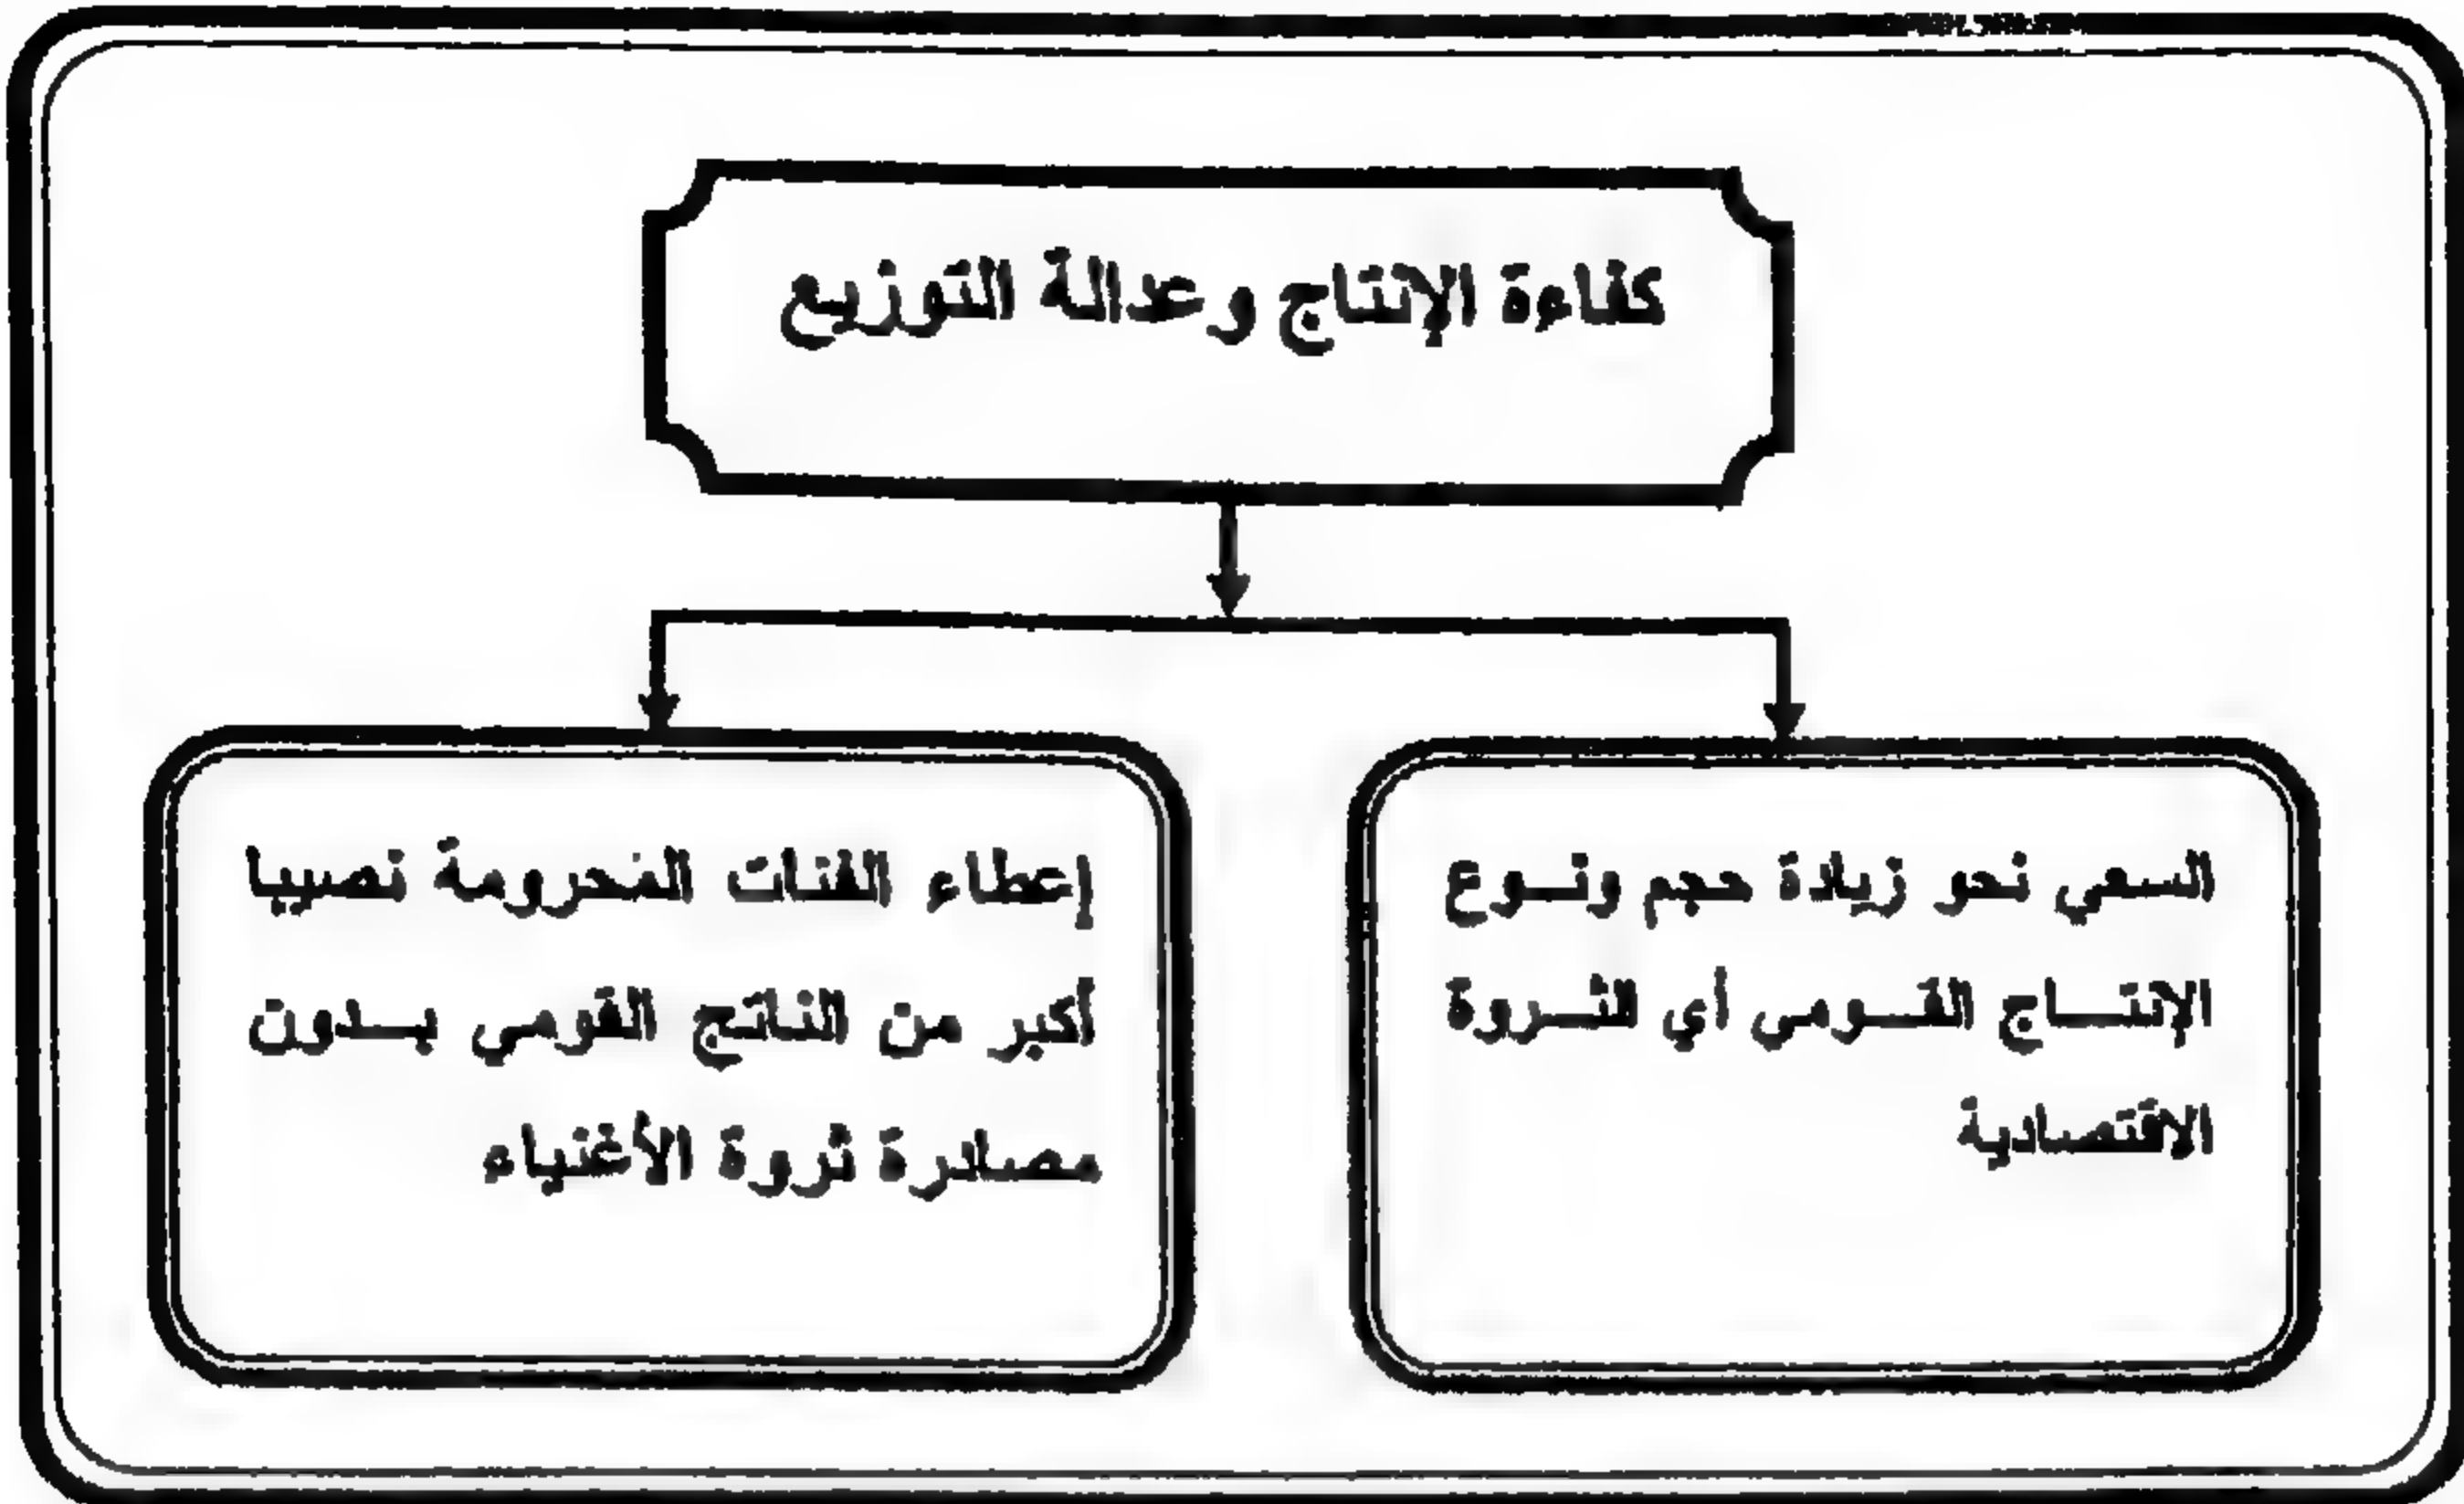 كفاءة الإنتاج وعدالة التوزيع
السعي نحو زيادة حجم ونوع
الإنتاج القومي أي الثروة
الاقتصادية
إعطاء الفئات المحرومة نصيبا
أكبر من الناتج القومي بدون
مصادرة ثروة الأغنياء